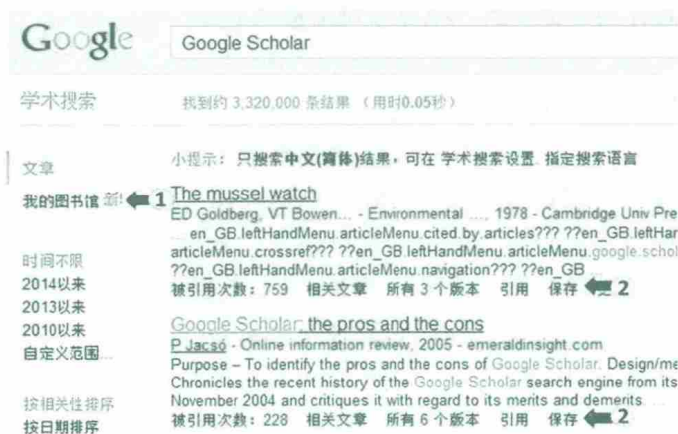 Google
Google Scholar
学术搜索
找到约 3,320,000 条结果 （用时0.05秒）
文章
我的图书馆 新! 1
时间不限
2014以来
2013以来
2010以来
自定义范围...
按相关性排序
按日期排序
小提示： 只搜索中文(简体)结果，可在 学术搜索设置. 指定搜索语言
The mussel watch
ED Goldberg, VT Bowen... - Environmental ..., 1978 - Cambridge Univ Pre
... en_GB.leftHandMenu.cited.by.articles??? ??en_GB.leftHar
articleMenu.crossref??? ??en_GB.leftHandMenu.articleMenu.google.schol
??en_GB.leftHandMenu.articleMenu.navigation??? ??en_GB ...
被引用次数：759 相关文章 所有 3 个版本 引用 保存 2
Google Scholar: the pros and the cons
P Jacsó - Online information review, 2005 - emeraldinsight.com
Purpose – To identify the pros and the cons of Google Scholar. Design/me
Chronicles the recent history of the Google Scholar search engine from its
November 2004 and critiques it with regard to its merits and demerits. ...
被引用次数：228 相关文章 所有 6 个版本 引用 保存 2